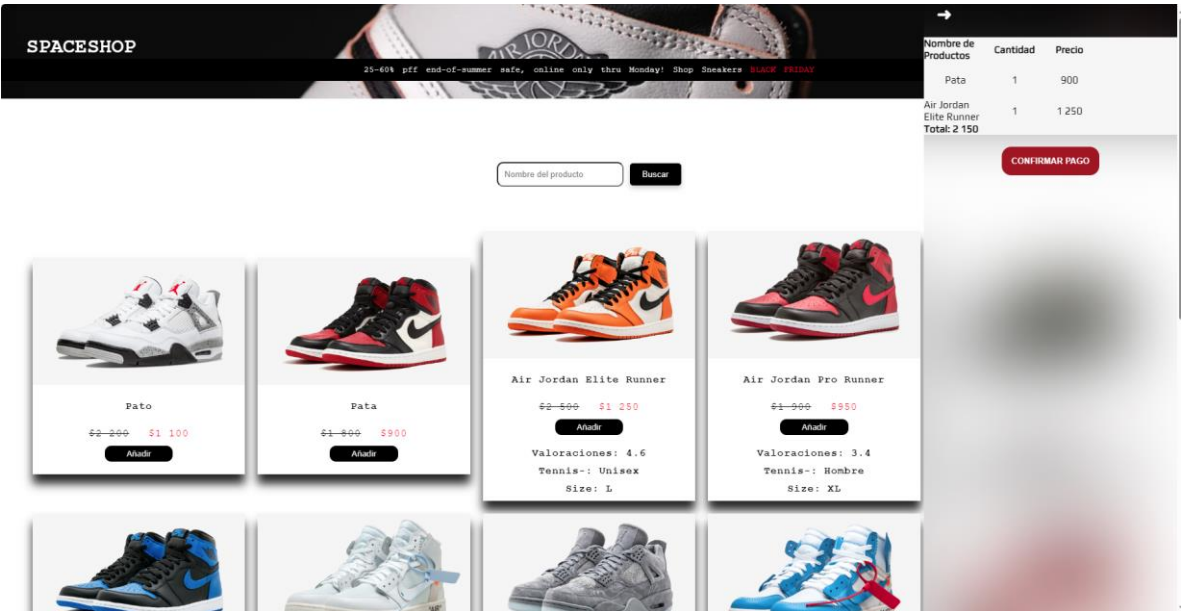 SPACESHOP
AIR JORDAN
25-60% pff end-of-summer safe, online only thru Monday! Shop Sneakers BLACK FRIDAY
➞
Nombre de
Productos Cantidad Precio
Pata 1 900
Air Jordan
Elite Runner 1 1 250
Total: 2 150
CONFIRMAR PAGO
Nombre del producto Buscar
Pato
$2 200 $1 100
Añadir
Pata
$1 800 $900
Añadir
Air Jordan Elite Runner
$2 500 $1 250
Añadir
Valoraciones: 4.6
Tennis-: Unisex
Size: L
Air Jordan Pro Runner
$1 900 $950
Añadir
Valoraciones: 3.4
Tennis-: Hombre
Size: XL